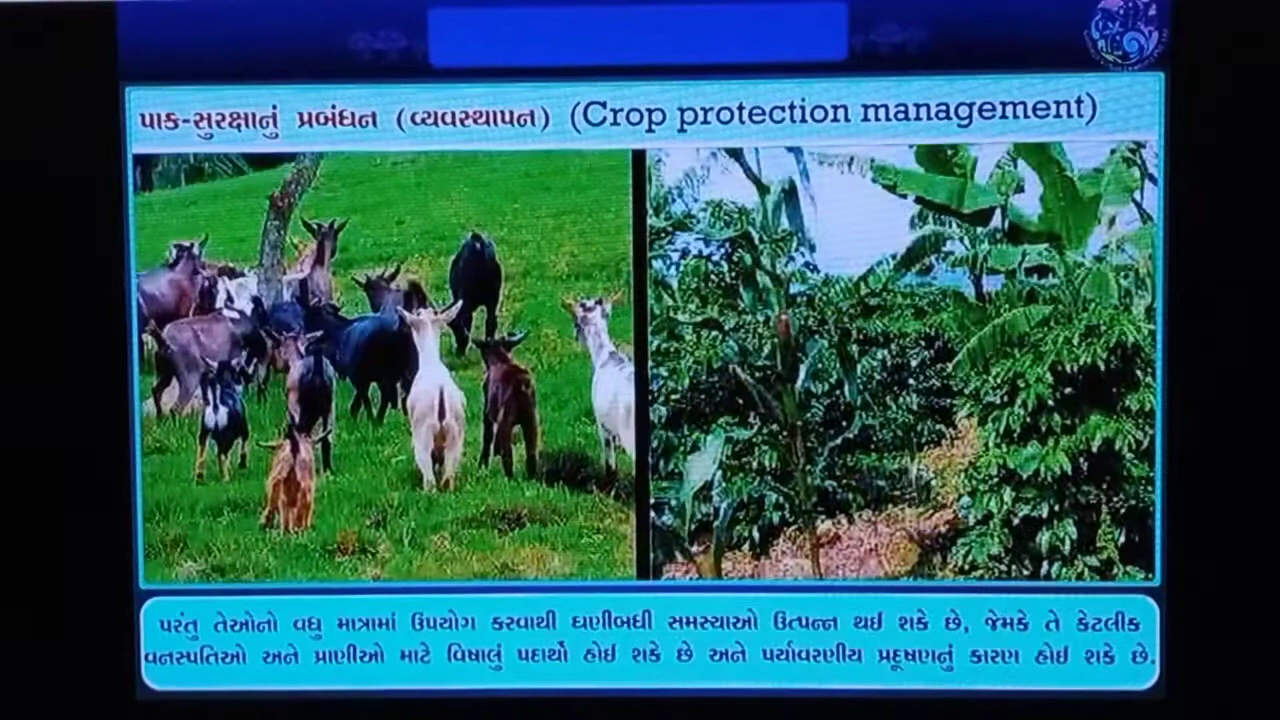 પાક-સુરક્ષાનું પ્રબંધન (વ્યવસ્થાપન) (Crop protection management)
પરંતુ તેઓનો વધુ માત્રામાં ઉપયોગ કરવાથી ઘણીબધી સમસ્યાઓ ઉત્પન્ન થઈ શકે છે, જેમકે તે કેટલીક
વનસ્પતિઓ અને પ્રાણીઓ માટે વિષાલું પદાર્થો હોઈ શકે છે અને પર્યાવરણીય પ્રદૂષણનું કારણ હોઈ શકે છે.